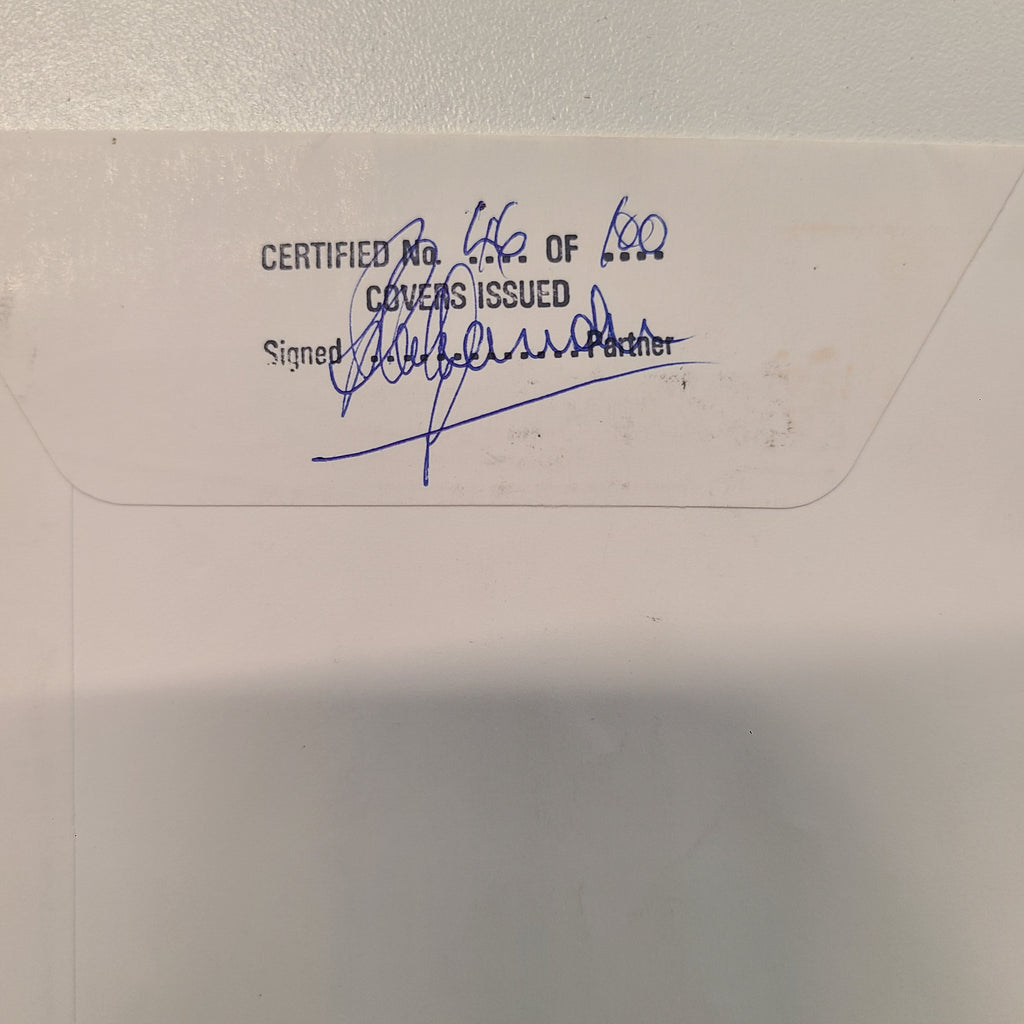 CERTIFIED No. 46 OF 100
COVERS ISSUED
Signed ............... Partner